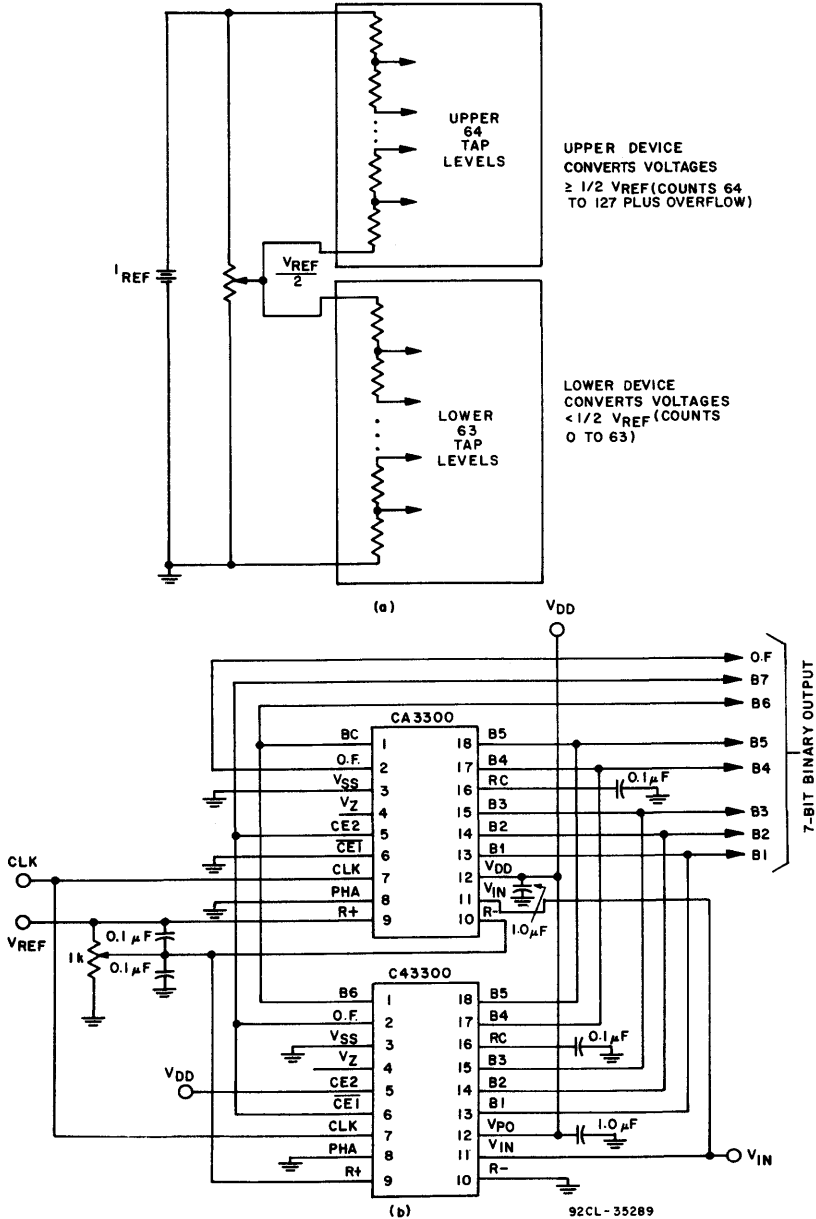 UPPER
64
TAP
LEVELS
UPPER DEVICE
CONVERTS VOLTAGES
≥ 1/2 VREF (COUNTS 64
TO 127 PLUS OVERFLOW)
IREF
VREF
2
LOWER
63
TAP
LEVELS
LOWER DEVICE
CONVERTS VOLTAGES
<1/2 VREF (COUNTS
0 TO 63)
(a)
VDD
O.F
B7
B6
B5
B4
B3
B2
B1
7-BIT BINARY OUTPUT
CA3300
BC 1
O.F. 2
VSS 3
VZ 4
CE2 5
CE1 6
CLK 7
PHA 8
R+ 9
18 B5
17 B4
16 RC
15 B3
14 B2
13 B1
12 VDD
11 VIN
10 R-
0.1µF
1.0µF
CLK
VREF
1k
0.1µF
0.1µF
C43300
B6 1
O.F. 2
VSS 3
VZ 4
CE2 5
CE1 6
CLK 7
PHA 8
R+ 9
18 B5
17 B4
16 RC
15 B3
14 B2
13 B1
12 VPO
11 VIN
10 R-
0.1µF
1.0µF
VDD
VIN
(b)
92CL-35289